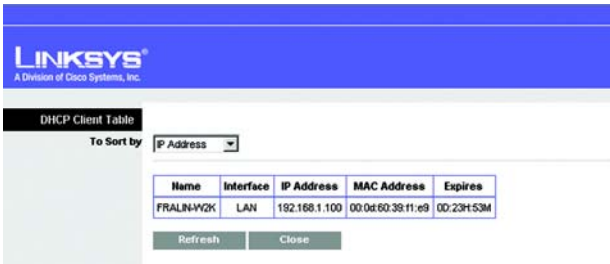 LINKSYS®
A Division of Cisco Systems, Inc.
DHCP Client Table
To Sort by IP Address
Name Interface IP Address MAC Address Expires
FRALIN-W2K LAN 192.168.1.100 00:0d:60:39:f1:e9 0D:23H:53M
Refresh Close